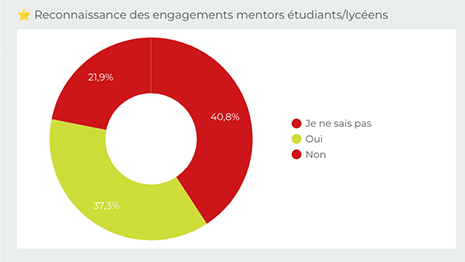 ⭐ Reconnaissance des engagements mentors étudiants/lycéens
21,9%
40,8%
37,3%
Je ne sais pas
Oui
Non